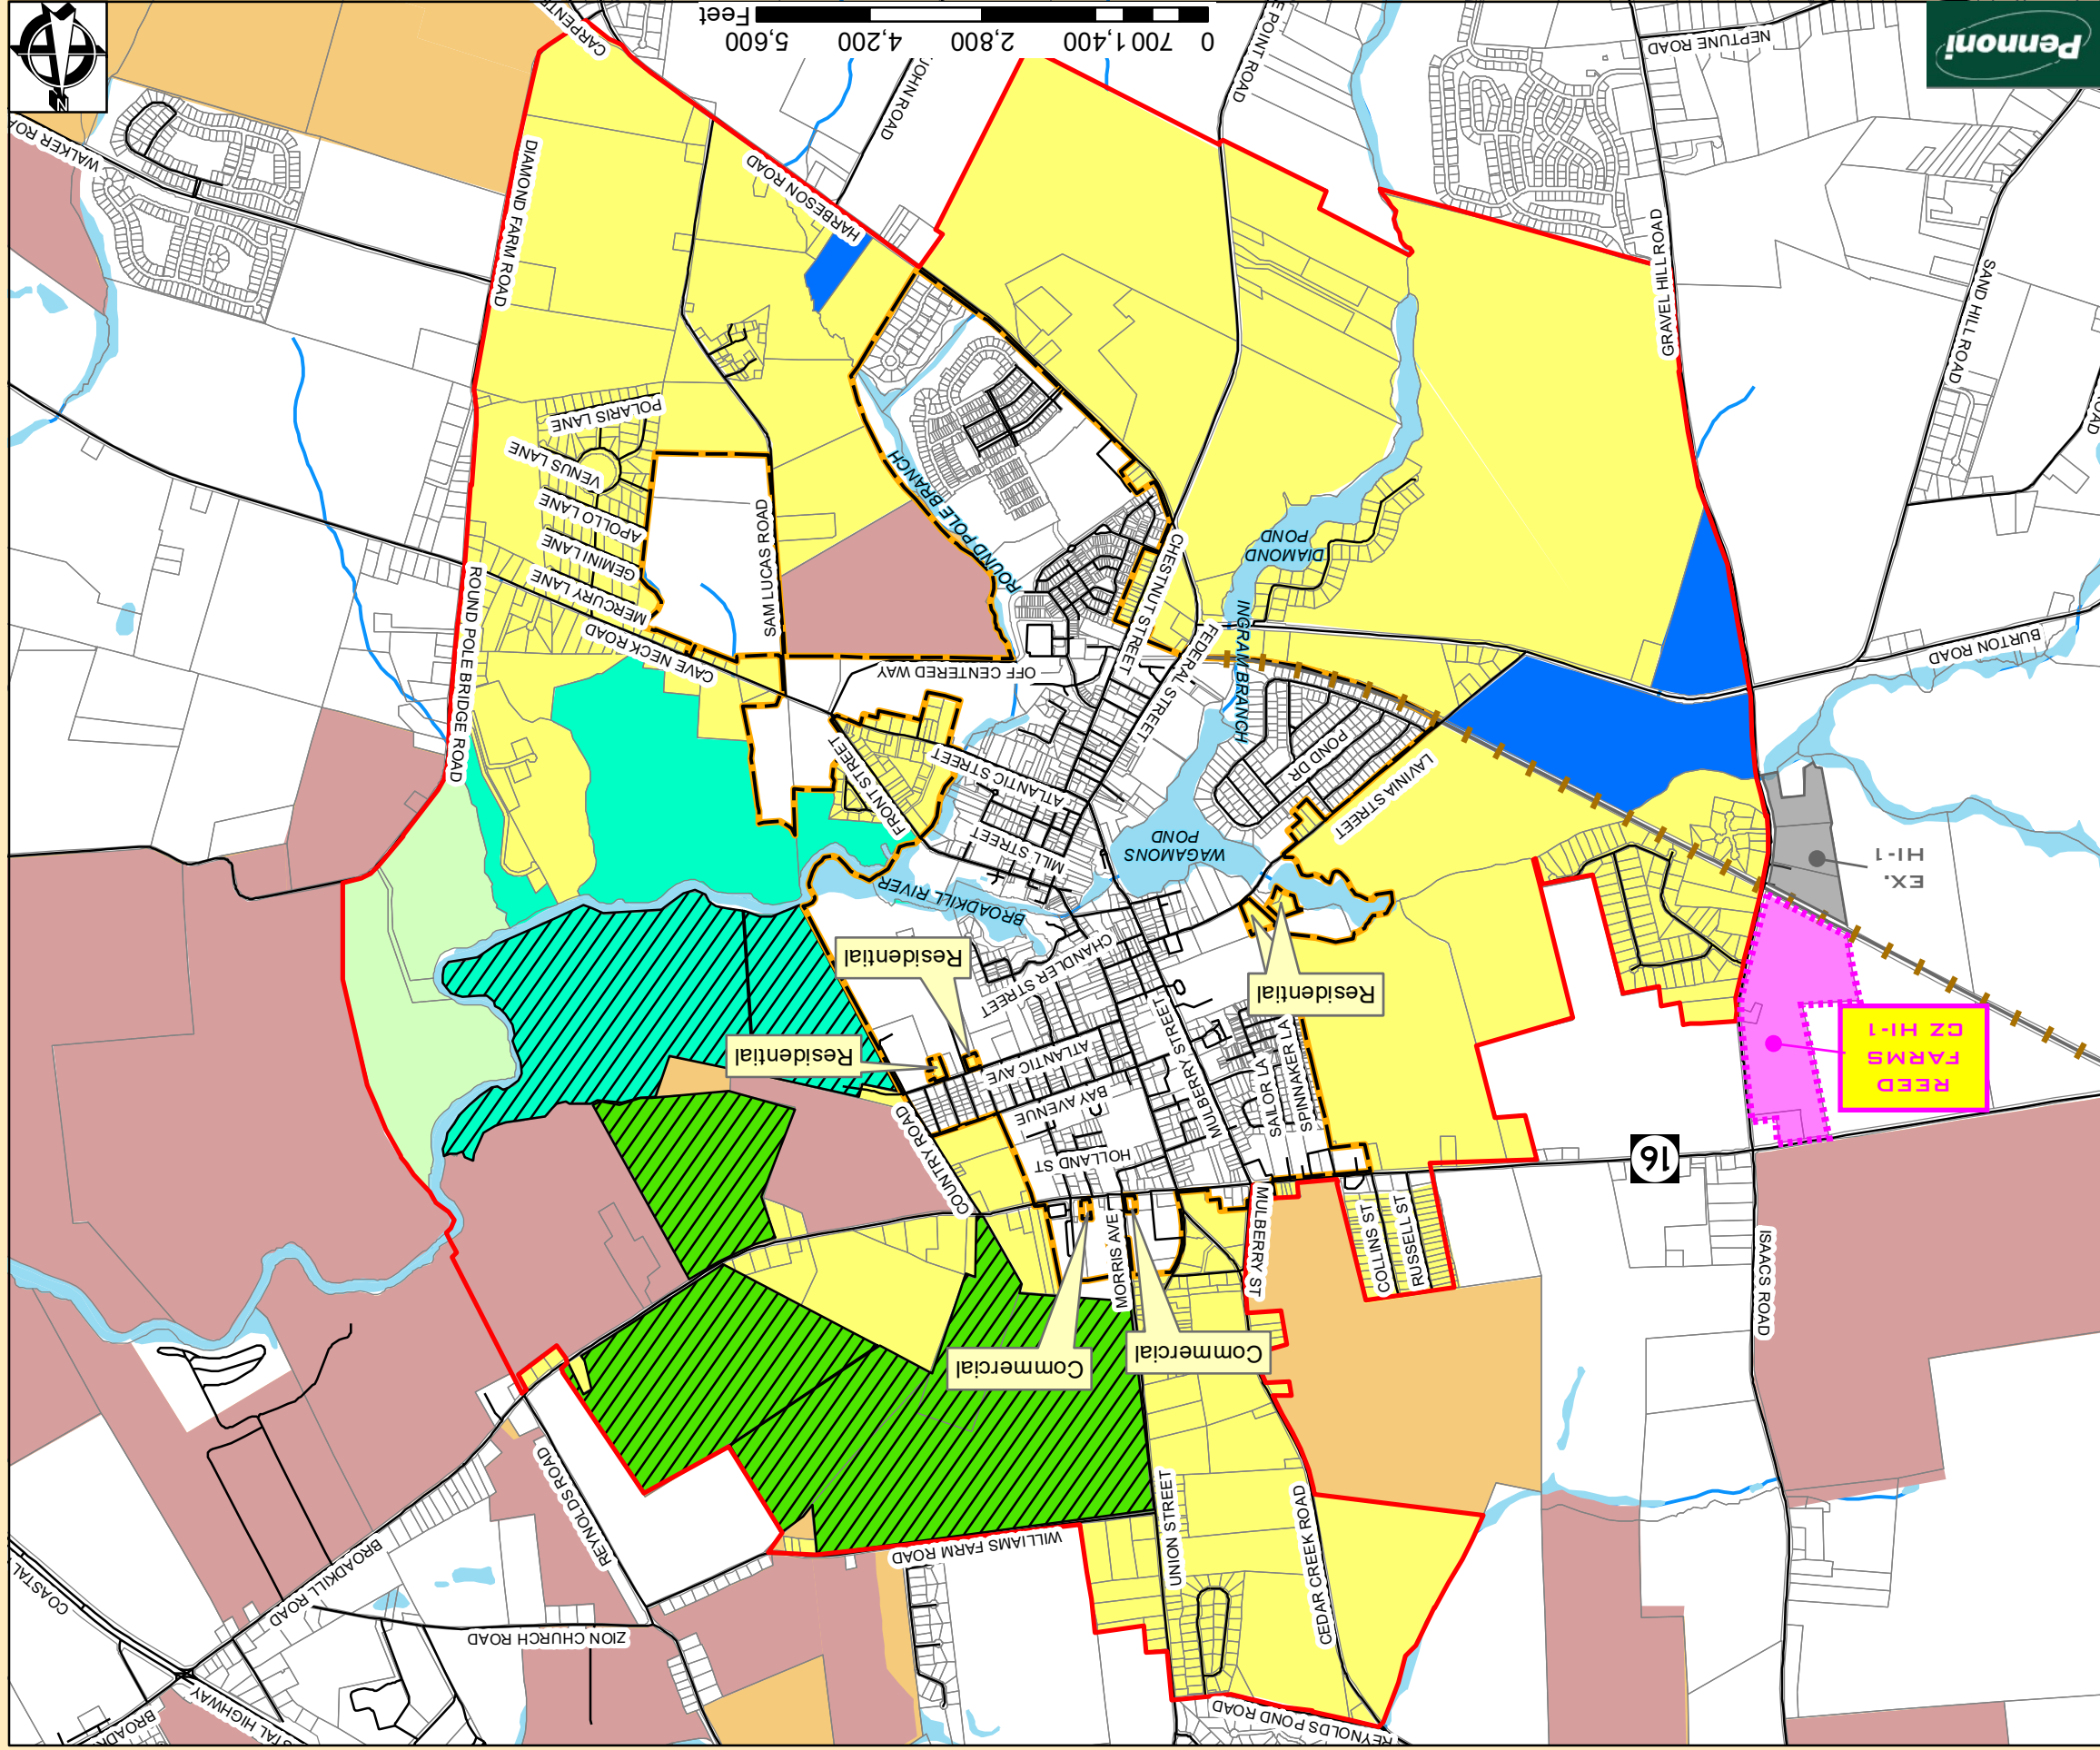 REYNOLDS POND ROAD
COASTAL HIGHWAY
ZION CHURCH ROAD
BROADKILL ROAD
REYNOLDS ROAD
WILLIAMS FARM ROAD
UNION STREET
CEDAR CREEK ROAD
Commercial
Commercial
ISAACS ROAD
COLLINS ST
RUSSELL ST
MULBERRY ST
MORRIS AVE
COUNTRY ROAD
16
HOLLAND ST
BAY AVENUE
ATLANTIC AVE
MULBERRY STREET
SAILOR LA
SPINNAKER LA
REED
FARMS
CZ HI-1
Residential
Residential
Residential
CHANDLER STREET
BROADKILL RIVER
EX.
HI-1
WAGAMONS
POND
MILL STREET
FRONT STREET
ATLANTIC STREET
LAVINIA STREET
POND DR
INGRAM BRANCH
FEDERAL STREET
CHESTNUT STREET
OFF CENTERED WAY
CAVE NECK ROAD
ROUND POLE BRIDGE ROAD
BURTON ROAD
SAM LUCAS ROAD
MERCURY LANE
GEMINI LANE
APOLLO LANE
VENUS LANE
POLARIS LANE
ROUND POLE BRANCH
DIAMOND
POND
GRAVEL HILL ROAD
SAND HILL ROAD
DIAMOND FARM ROAD
HARBESON ROAD
WALKER ROA
JOHN ROAD
EPOINT ROAD
NEPTUNE ROAD
CARPENTE
N
0 700 1,400 2,800 4,200 5,600
Feet
Pennoni